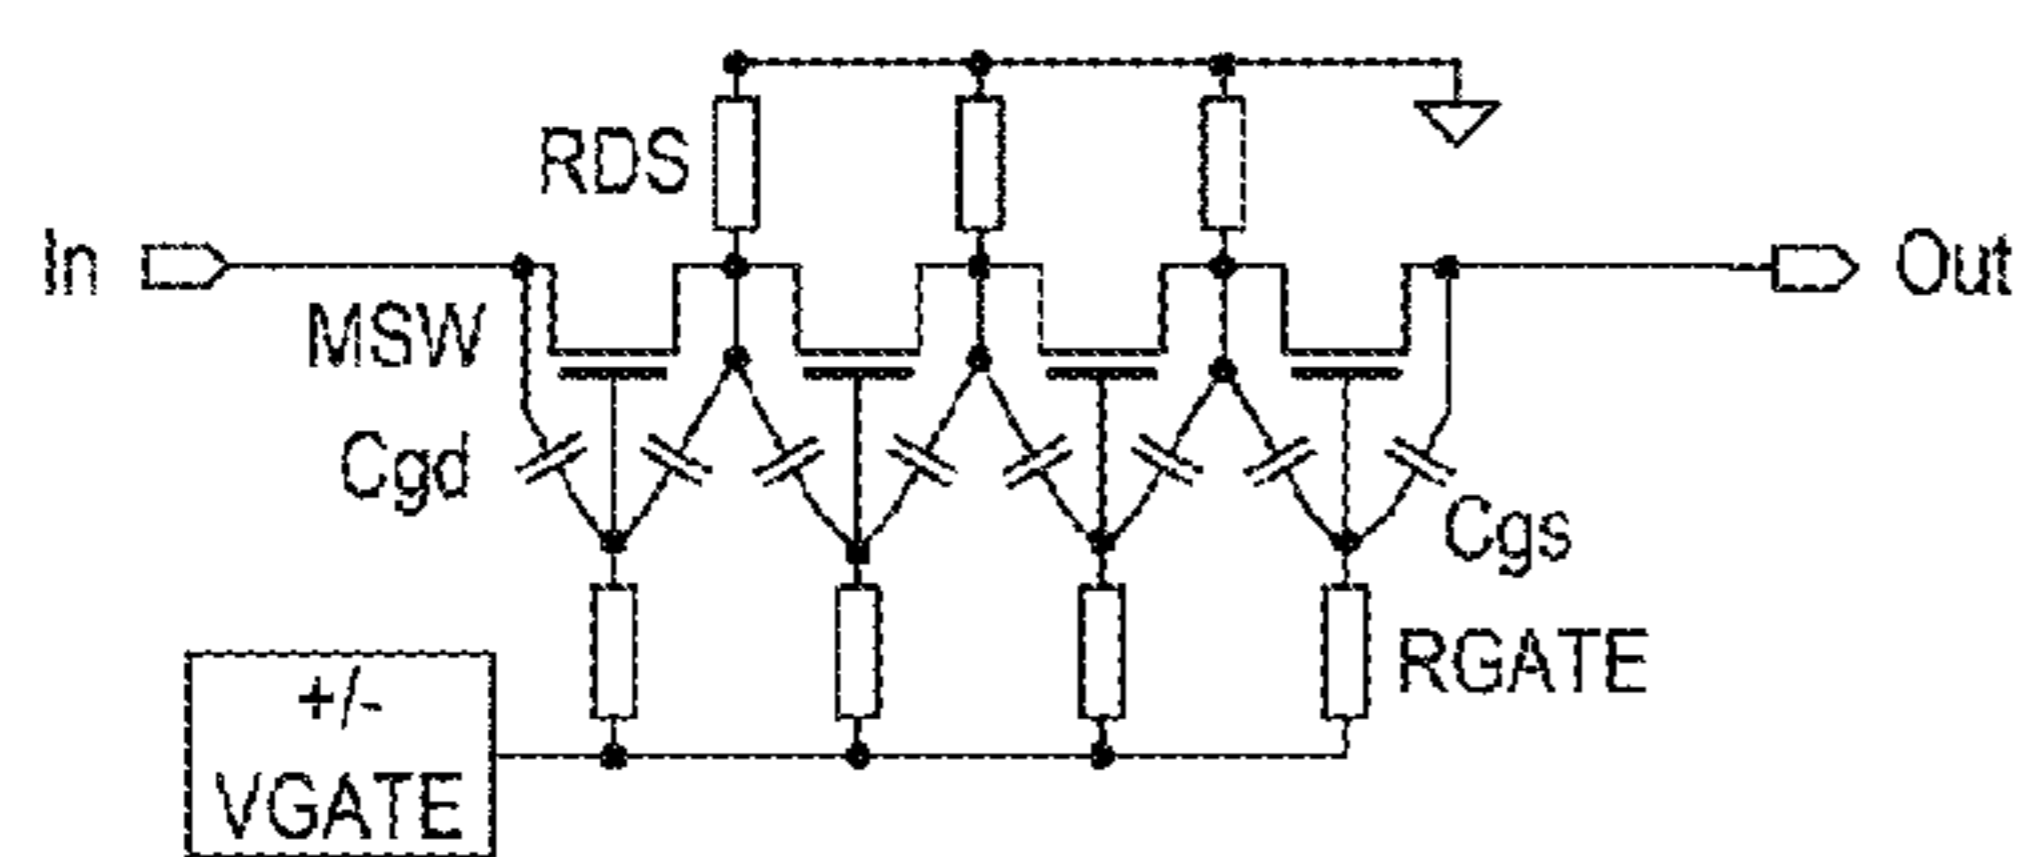 RDS
In
Out
MSW
Cgd
Cgs
RGATE
+/-
VGATE